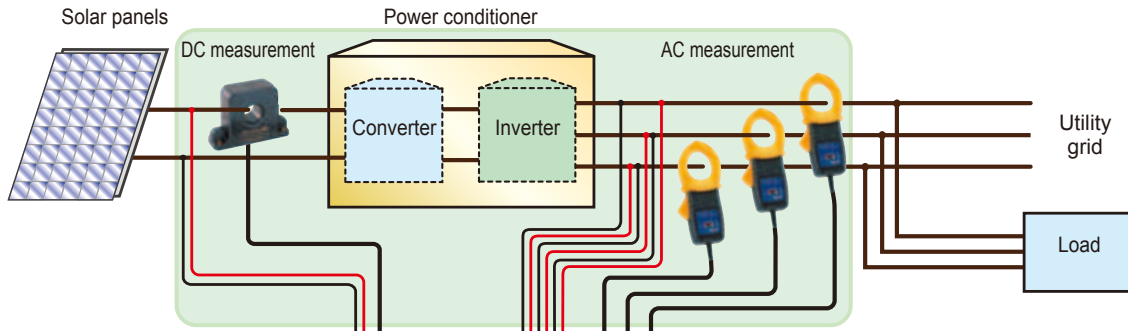 Solar panels
Power conditioner
DC measurement
AC measurement
Converter
Inverter
Utility
grid
Load